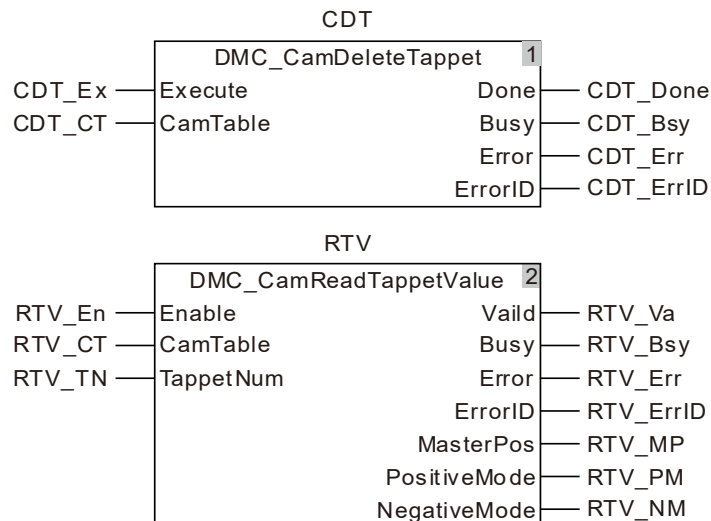 CDT
DMC_CamDeleteTappet 1
CDT_Ex Execute Done CDT_Done
CDT_CT CamTable Busy CDT_Bsy
Error CDT_Err
ErrorID CDT_ErrID
RTV
DMC_CamReadTappetValue 2
RTV_En Enable Vaild RTV_Va
RTV_CT CamTable Busy RTV_Bsy
RTV_TN TappetNum Error RTV_Err
ErrorID RTV_ErrID
MasterPos RTV_MP
PositiveMode RTV_PM
NegativeMode RTV_NM